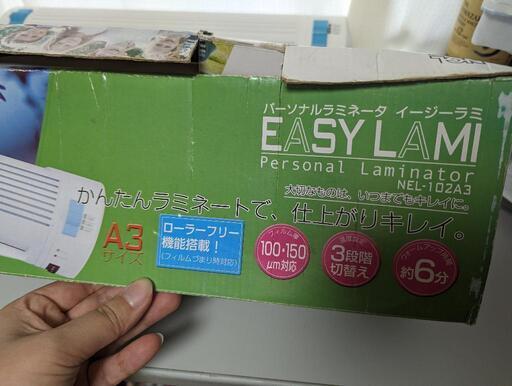 パーソナルラミネータ イージーラミ
EASY LAMI
Personal Laminator
NEL-102A3
大切なものは、いつまでもキレイに。
かんたんラミネートで、仕上がりキレイ。
A3
サイズ
ローラーフリー
機能搭載!
(フィルムづまり時対応)
フィルム厚
100・150
μm対応
温度調節
3段階
切替え
ウォームアップ時間
約6分